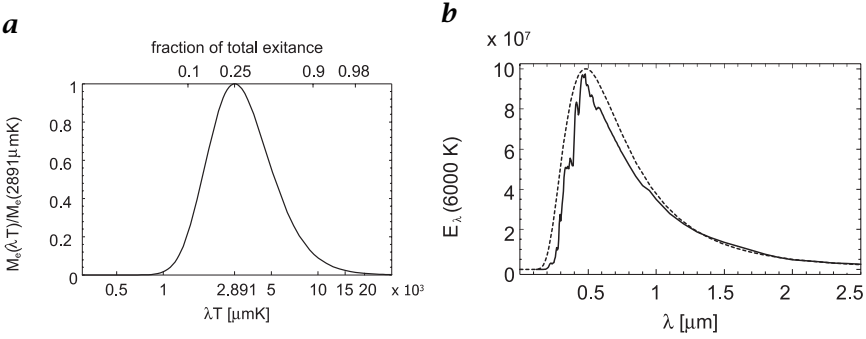 a
fraction of total exitance
0.1 0.25 0.9 0.98
1
0.8
0.6
0.4
0.2
0
Mₑ(λT)/Mₑ(2891μmK)
0.5 1 2.891 5 10 15 20 x 10³
λT [μmK]
b
x 10⁷
10
8
6
4
2
0
E_λ (6000 K)
0.5 1 1.5 2 2.5
λ [μm]